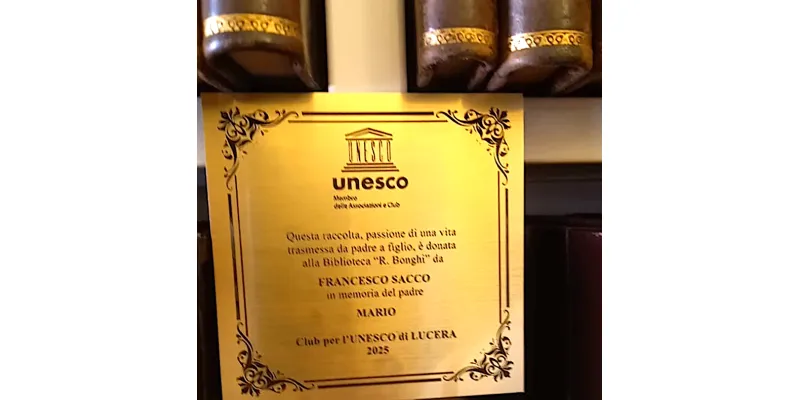 UNESCO
unesco
Membro
delle Associazioni e Club
Questa raccolta, passione di una vita
trasmessa da padre a figlio, è donata
alla Biblioteca “R. Bonghi” da
FRANCESCO SACCO
in memoria del padre
MARIO
Club per l'UNESCO di LUCERA
2025